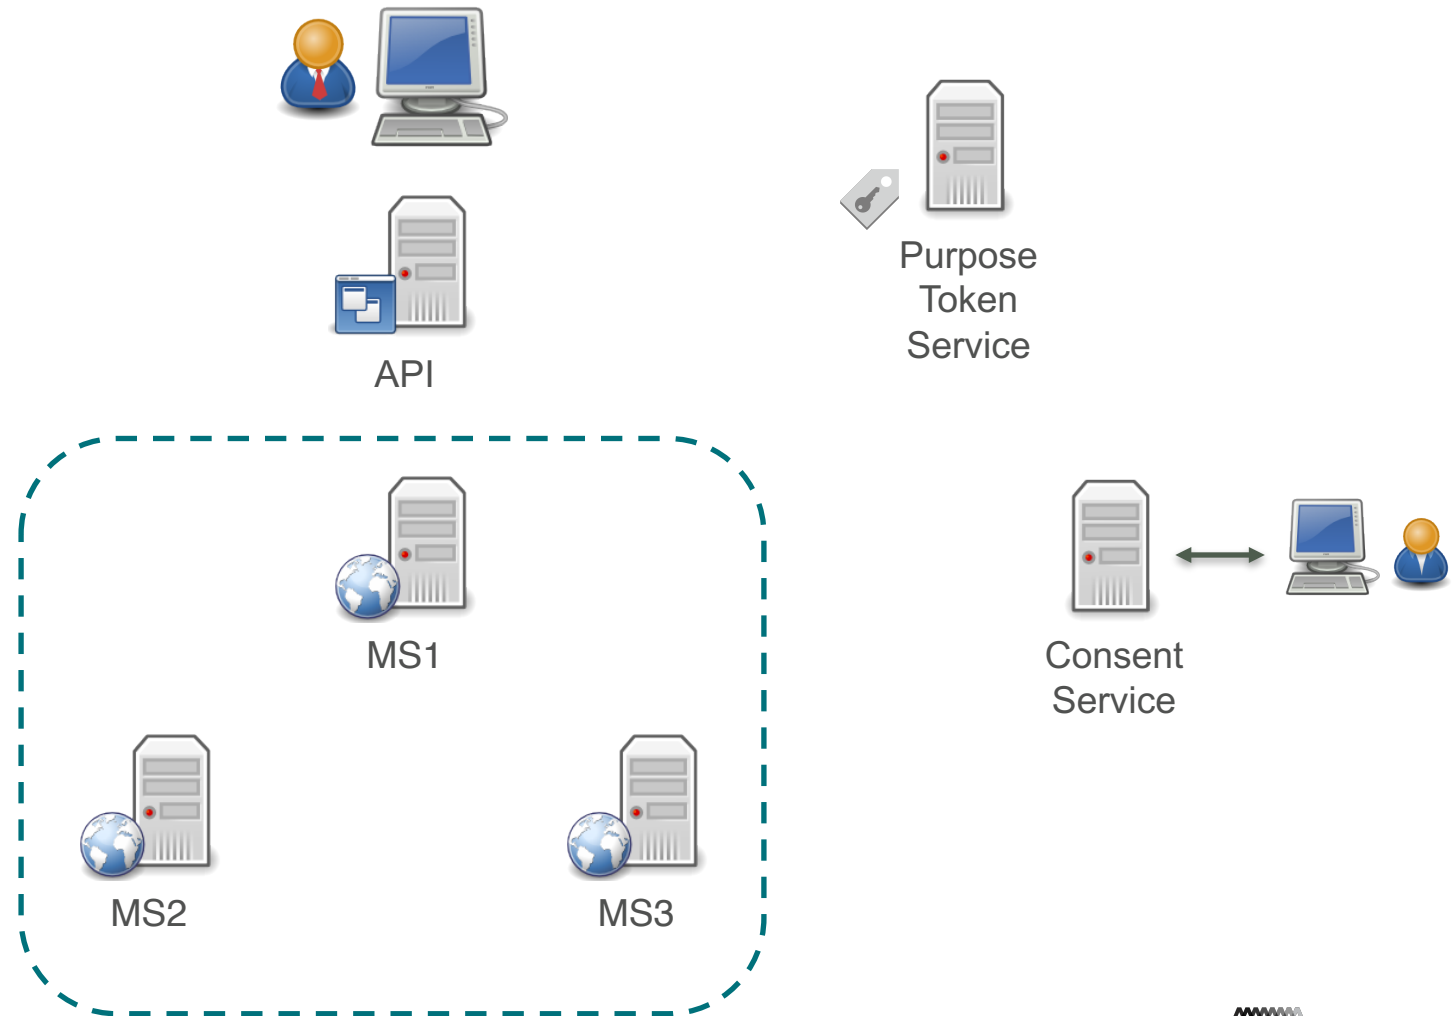 Purpose
Token
Service
API
MS1
Consent
Service
MS2
MS3